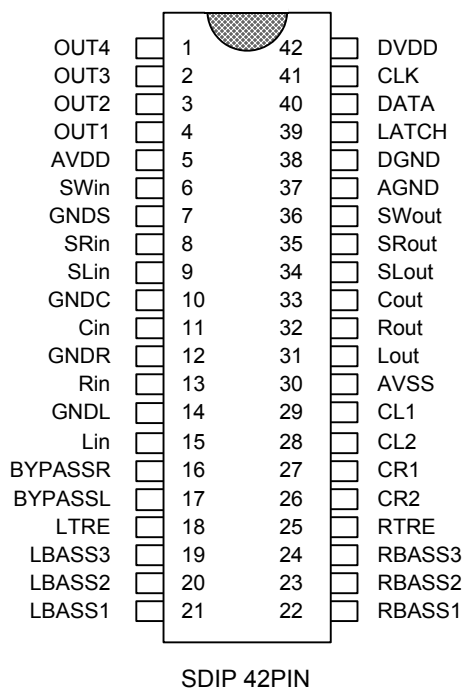 OUT4 1 42 DVDD
OUT3 2 41 CLK
OUT2 3 40 DATA
OUT1 4 39 LATCH
AVDD 5 38 DGND
SWin 6 37 AGND
GNDS 7 36 SWout
SRin 8 35 SRout
SLin 9 34 SLout
GNDC 10 33 Cout
Cin 11 32 Rout
GNDR 12 31 Lout
Rin 13 30 AVSS
GNDL 14 29 CL1
Lin 15 28 CL2
BYPASSR 16 27 CR1
BYPASSL 17 26 CR2
LTRE 18 25 RTRE
LBASS3 19 24 RBASS3
LBASS2 20 23 RBASS2
LBASS1 21 22 RBASS1
SDIP 42PIN